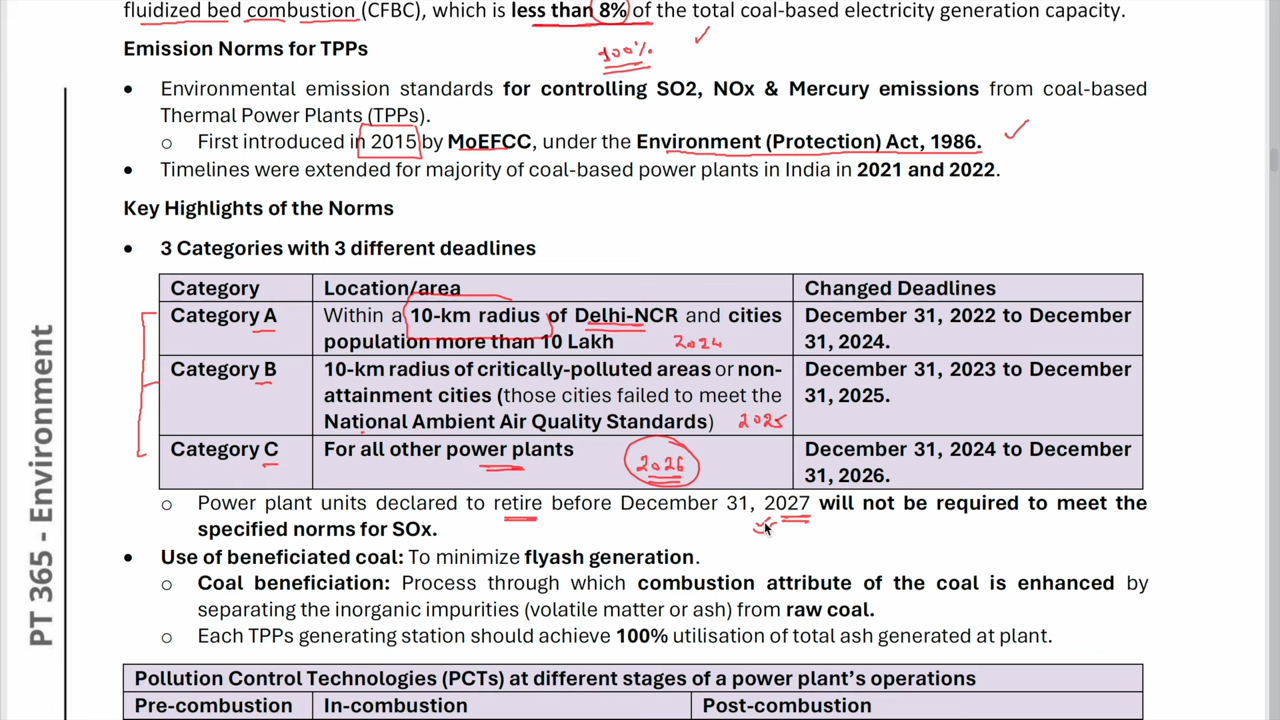 fluidized bed combustion (CFBC), which is less than 8% of the total coal-based electricity generation capacity.
Emission Norms for TPPs
100%
• Environmental emission standards for controlling SO2, NOx & Mercury emissions from coal-based
Thermal Power Plants (TPPs).
o First introduced in 2015 by MoEFCC, under the Environment (Protection) Act, 1986.
• Timelines were extended for majority of coal-based power plants in India in 2021 and 2022.
Key Highlights of the Norms
• 3 Categories with 3 different deadlines
Category Location/area Changed Deadlines
Category A Within a 10-km radius of Delhi-NCR and cities December 31, 2022 to December
population more than 10 Lakh 2024 31, 2024.
Category B 10-km radius of critically-polluted areas or non- December 31, 2023 to December
attainment cities (those cities failed to meet the 31, 2025.
National Ambient Air Quality Standards) 2025
Category C For all other power plants 2026 December 31, 2024 to December
31, 2026.
o Power plant units declared to retire before December 31, 2027 will not be required to meet the
specified norms for SOx.
• Use of beneficiated coal: To minimize flyash generation.
o Coal beneficiation: Process through which combustion attribute of the coal is enhanced by
separating the inorganic impurities (volatile matter or ash) from raw coal.
o Each TPPs generating station should achieve 100% utilisation of total ash generated at plant.
Pollution Control Technologies (PCTs) at different stages of a power plant's operations
Pre-combustion In-combustion Post-combustion
PT 365 - Environment